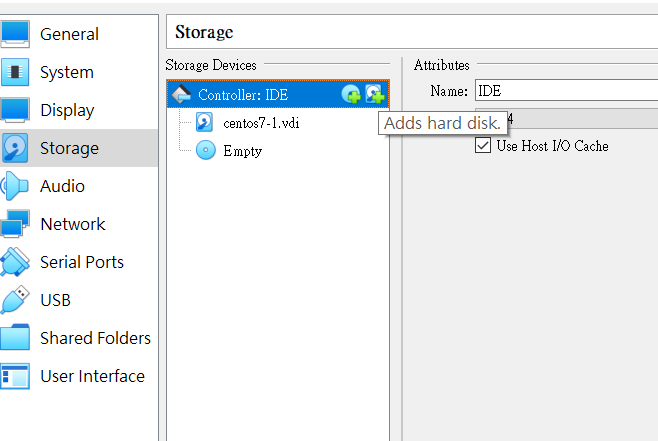 General
System
Display
Storage
Audio
Network
Serial Ports
USB
Shared Folders
User Interface
Storage
Storage Devices
Controller: IDE
centos7-1.vdi
Empty
Adds hard disk.
Attributes
Name: IDE
4
Use Host I/O Cache